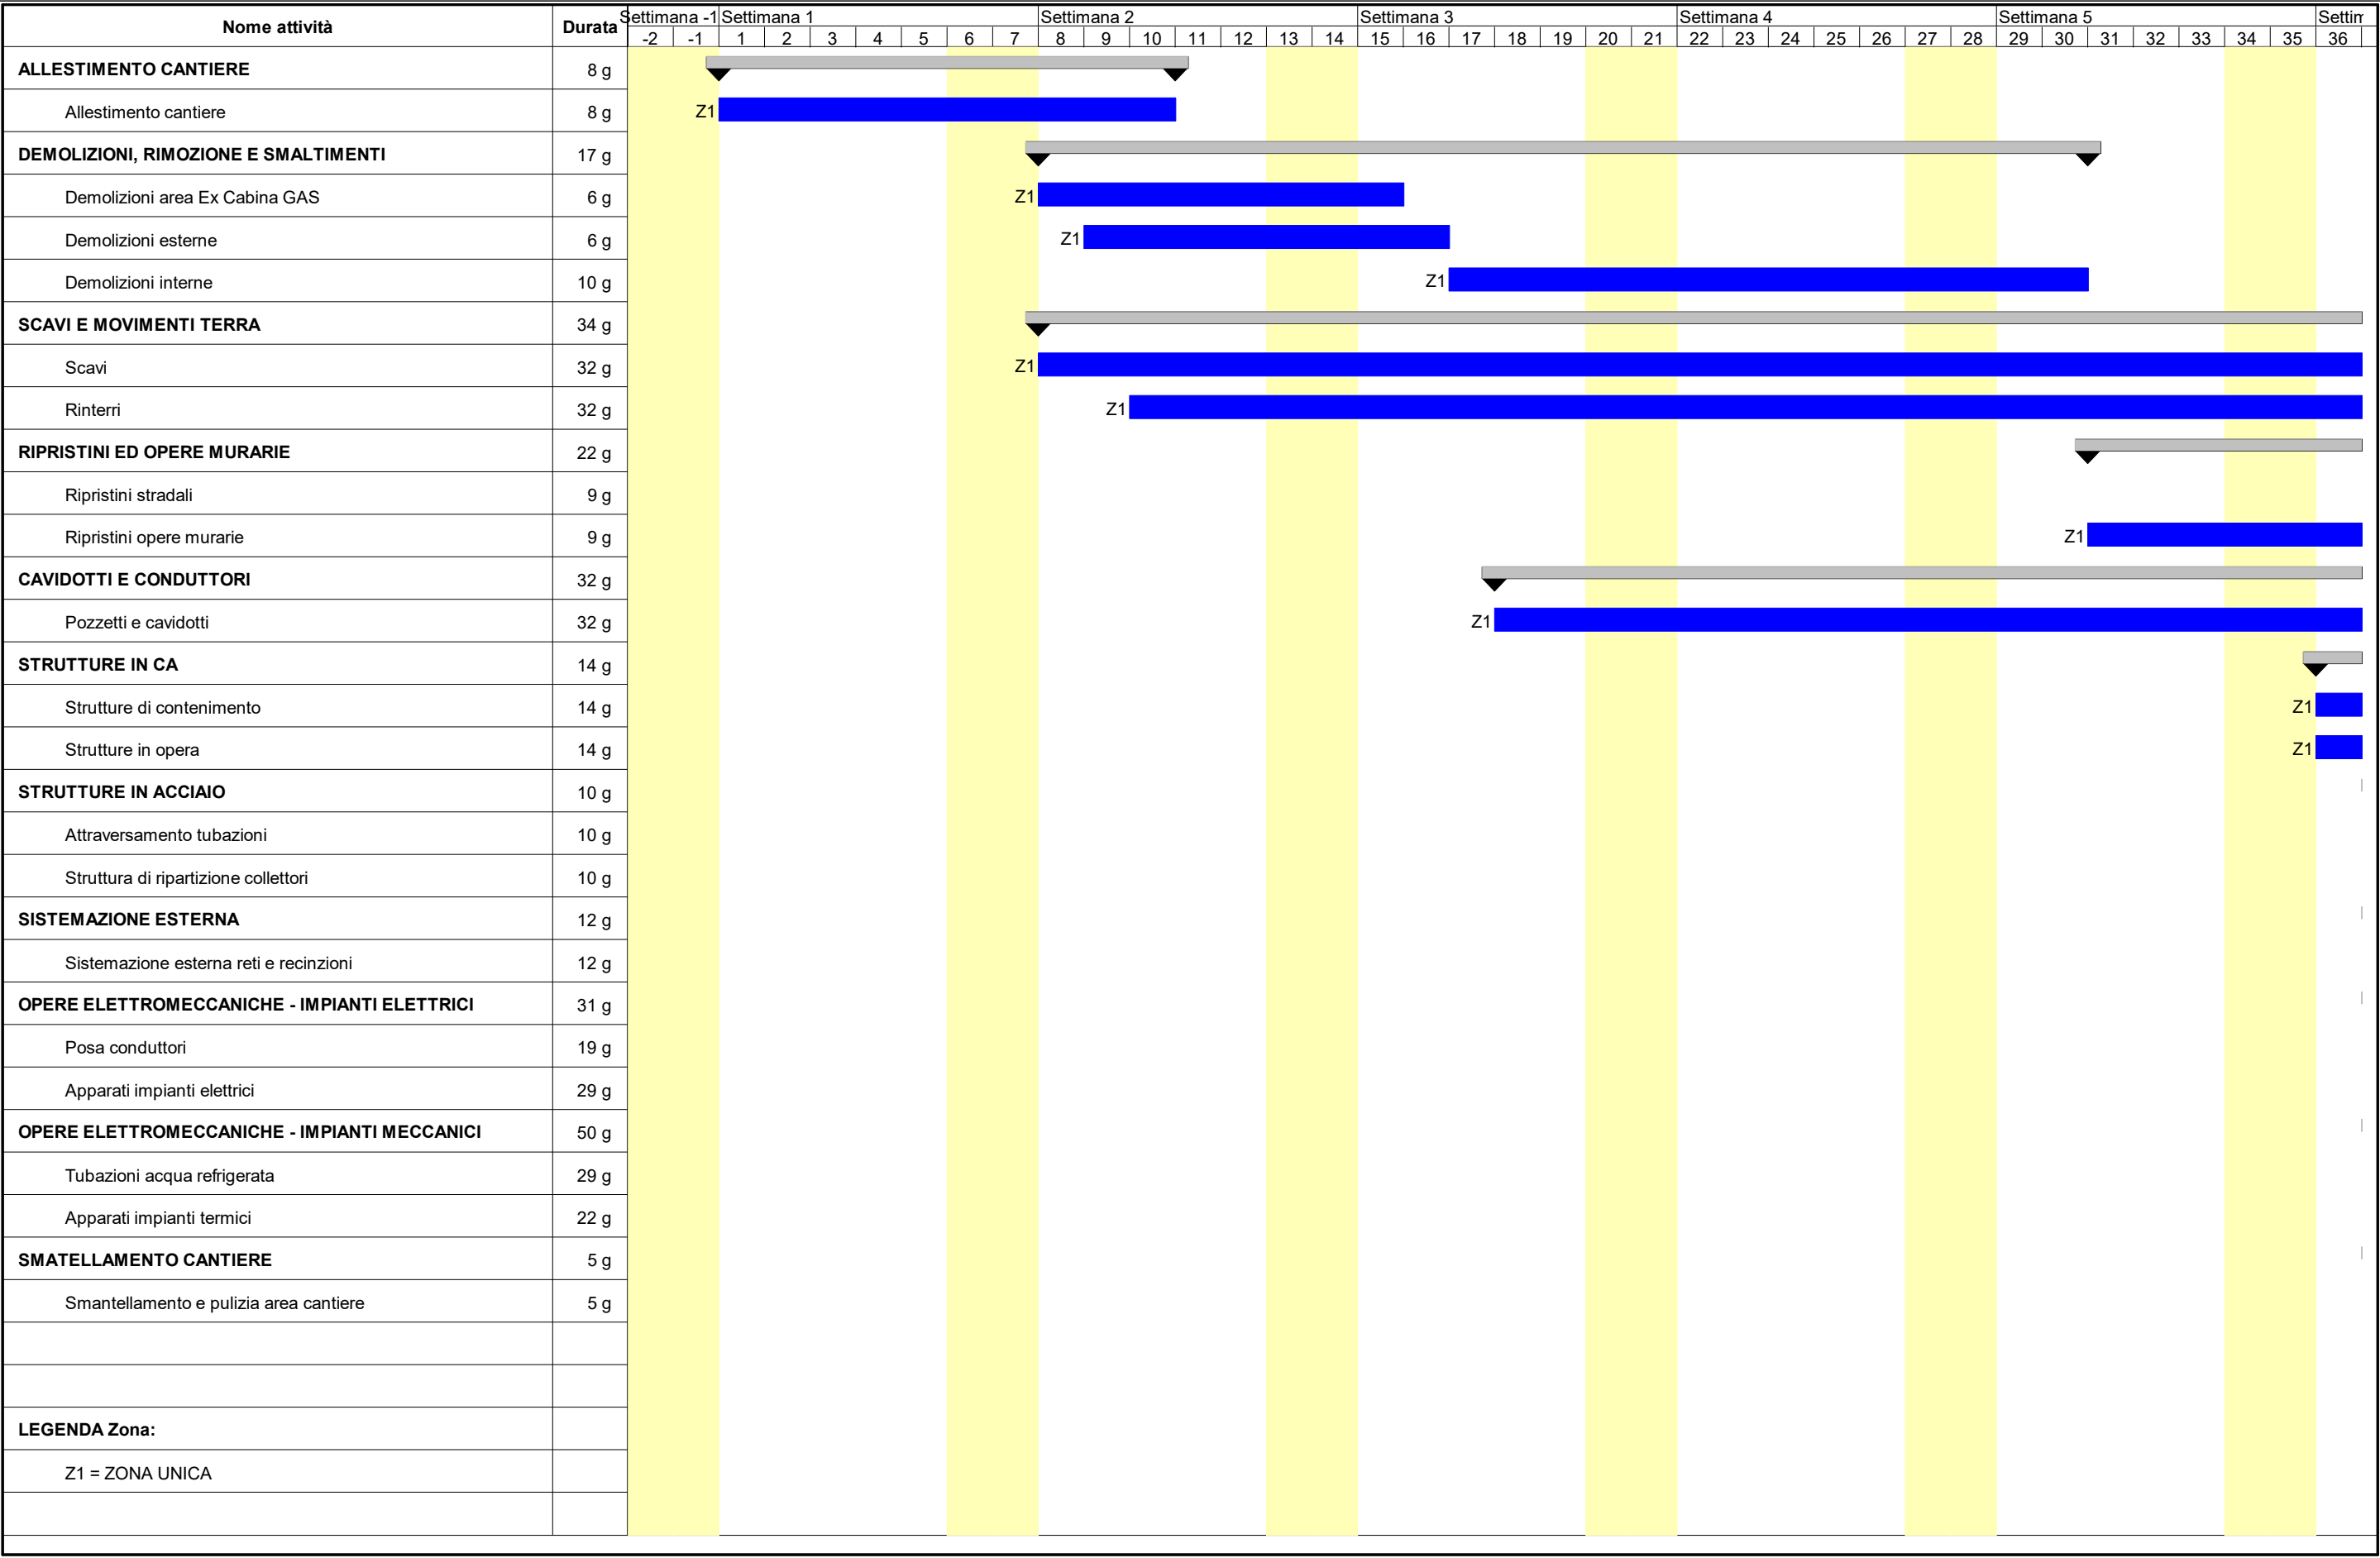 Nome attività Durata Settimana -1 Settimana 1 Settimana 2 Settimana 3 Settimana 4 Settimana 5 Settim
-2 -1 1 2 3 4 5 6 7 8 9 10 11 12 13 14 15 16 17 18 19 20 21 22 23 24 25 26 27 28 29 30 31 32 33 34 35 36
ALLESTIMENTO CANTIERE 8 g
Allestimento cantiere 8 g Z1
DEMOLIZIONI, RIMOZIONE E SMALTIMENTI 17 g
Demolizioni area Ex Cabina GAS 6 g Z1
Demolizioni esterne 6 g Z1
Demolizioni interne 10 g Z1
SCAVI E MOVIMENTI TERRA 34 g
Scavi 32 g Z1
Rinterri 32 g Z1
RIPRISTINI ED OPERE MURARIE 22 g
Ripristini stradali 9 g
Ripristini opere murarie 9 g Z1
CAVIDOTTI E CONDUTTORI 32 g
Pozzetti e cavidotti 32 g Z1
STRUTTURE IN CA 14 g
Strutture di contenimento 14 g Z1
Strutture in opera 14 g Z1
STRUTTURE IN ACCIAIO 10 g
Attraversamento tubazioni 10 g
Struttura di ripartizione collettori 10 g
SISTEMAZIONE ESTERNA 12 g
Sistemazione esterna reti e recinzioni 12 g
OPERE ELETTROMECCANICHE - IMPIANTI ELETTRICI 31 g
Posa conduttori 19 g
Apparati impianti elettrici 29 g
OPERE ELETTROMECCANICHE - IMPIANTI MECCANICI 50 g
Tubazioni acqua refrigerata 29 g
Apparati impianti termici 22 g
SMATELLAMENTO CANTIERE 5 g
Smantellamento e pulizia area cantiere 5 g
LEGENDA Zona:
Z1 = ZONA UNICA